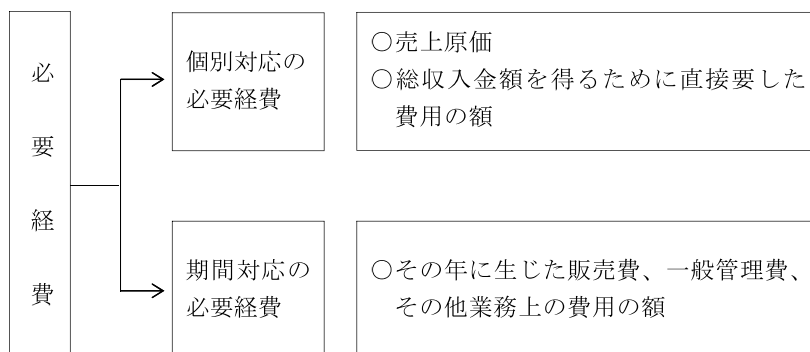 必要経費
個別対応の
必要経費
○売上原価
○総収入金額を得るために直接要した
費用の額
期間対応の
必要経費
○その年に生じた販売費、一般管理費、
その他業務上の費用の額